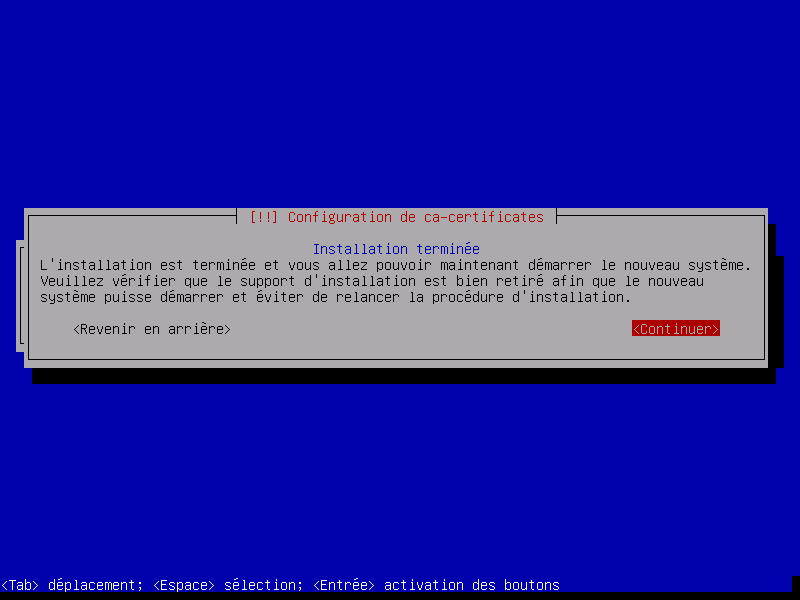 [!!] Configuration de ca-certificates
Installation terminée
L'installation est terminée et vous allez pouvoir maintenant démarrer le nouveau système.
Veuillez vérifier que le support d'installation est bien retiré afin que le nouveau
système puisse démarrer et éviter de relancer la procédure d'installation.
<Revenir en arrière> <Continuer>
<Tab> déplacement; <Espace> sélection; <Entrée> activation des boutons